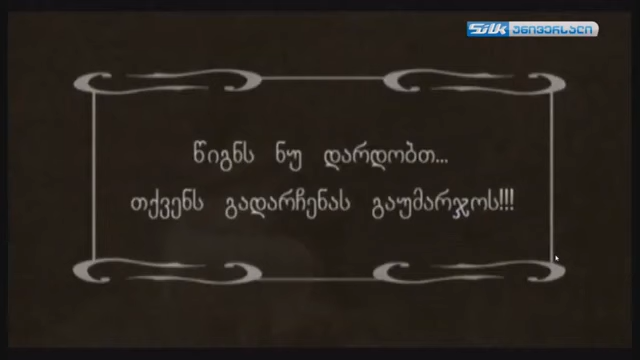 Silk უნივერსალი
წიგნს ნუ დარდობთ...
თქვენს გადარჩენას გაუმარჯოს!!!